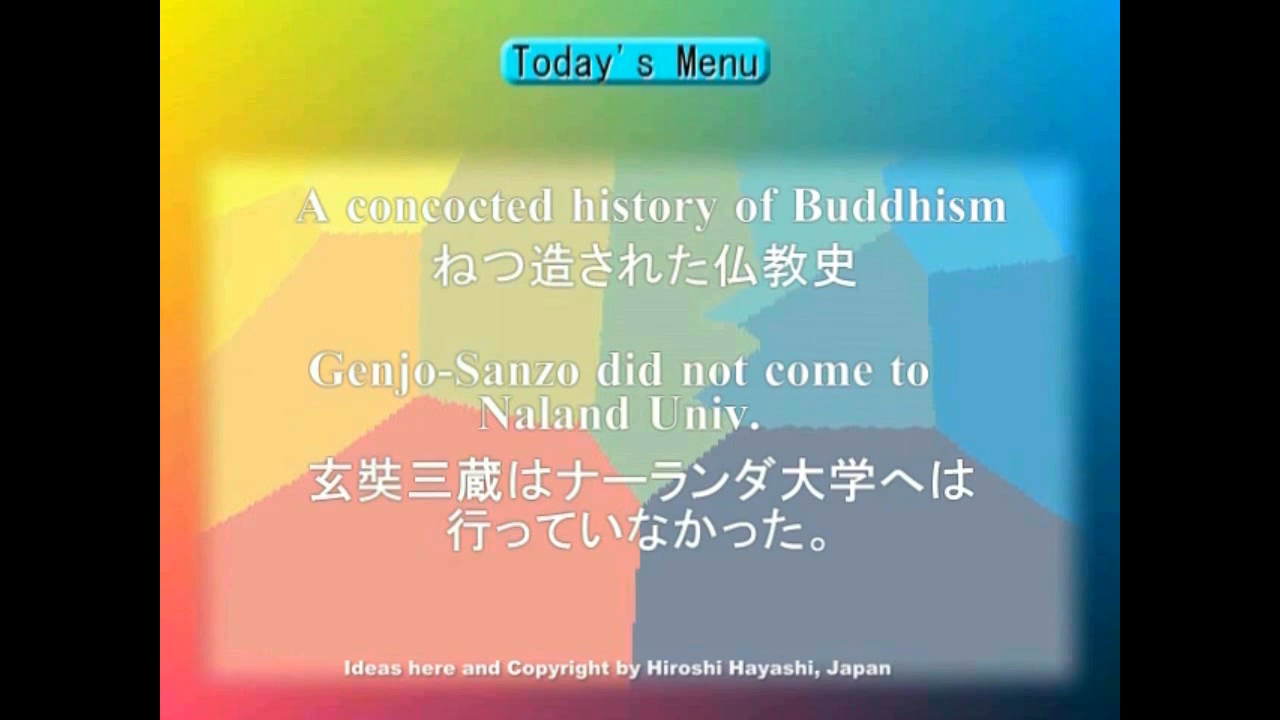 Today's Menu
A concocted history of Buddhism
ねつ造された仏教史
Genjo-Sanzo did not come to
Naland Univ.
玄奘三蔵はナーランダ大学へは
行っていなかった。
Ideas here and Copyright by Hiroshi Hayashi, Japan